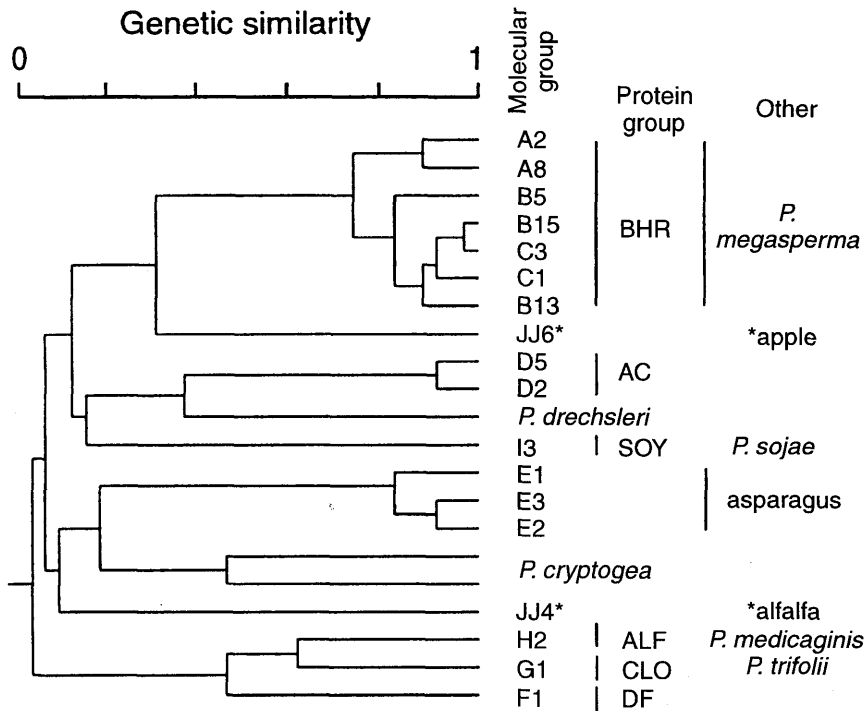 Genetic similarity
0 1
Molecular group
Protein group
Other
A2
A8
B5
B15
C3
C1
B13
BHR
P. megasperma
JJ6* *apple
D5
D2
AC
P. drechsleri
I3 SOY P. sojae
E1
E3
E2
asparagus
P. cryptogea
JJ4* *alfalfa
H2 ALF P. medicaginis
G1 CLO P. trifolii
F1 DF